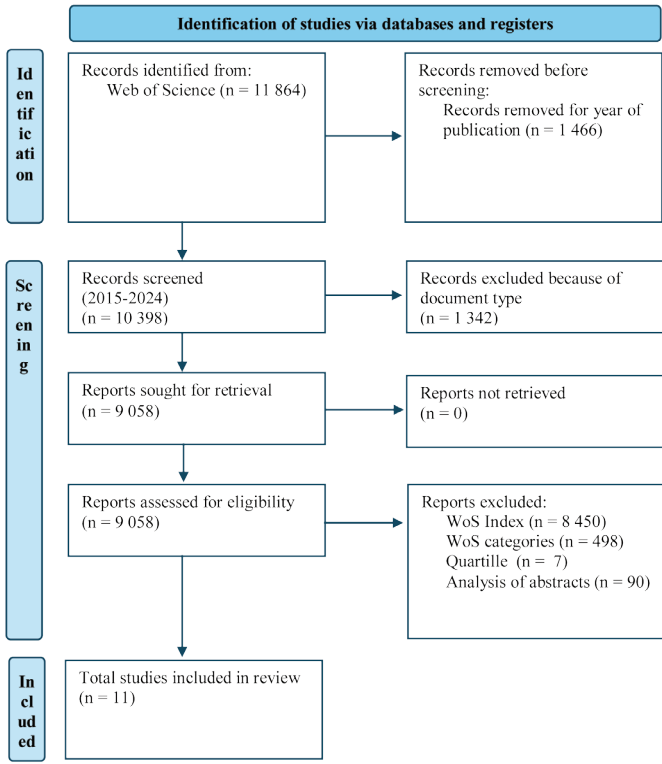 Identification of studies via databases and registers
Id
entif
ic
ati
on
Records identified from:
Web of Science (n = 11 864)
Records removed before
screening:
Records removed for year of
publication (n = 1 466)
Sc
re
en
in
g
Records screened
(2015-2024)
(n = 10 398)
Records excluded because of
document type
(n = 1 342)
Reports sought for retrieval
(n = 9 058)
Reports not retrieved
(n = 0)
Reports assessed for eligibility
(n = 9 058)
Reports excluded:
WoS Index (n = 8 450)
WoS categories (n = 498)
Quartille (n = 7)
Analysis of abstracts (n = 90)
In
cl
ud
ed
Total studies included in review
(n = 11)